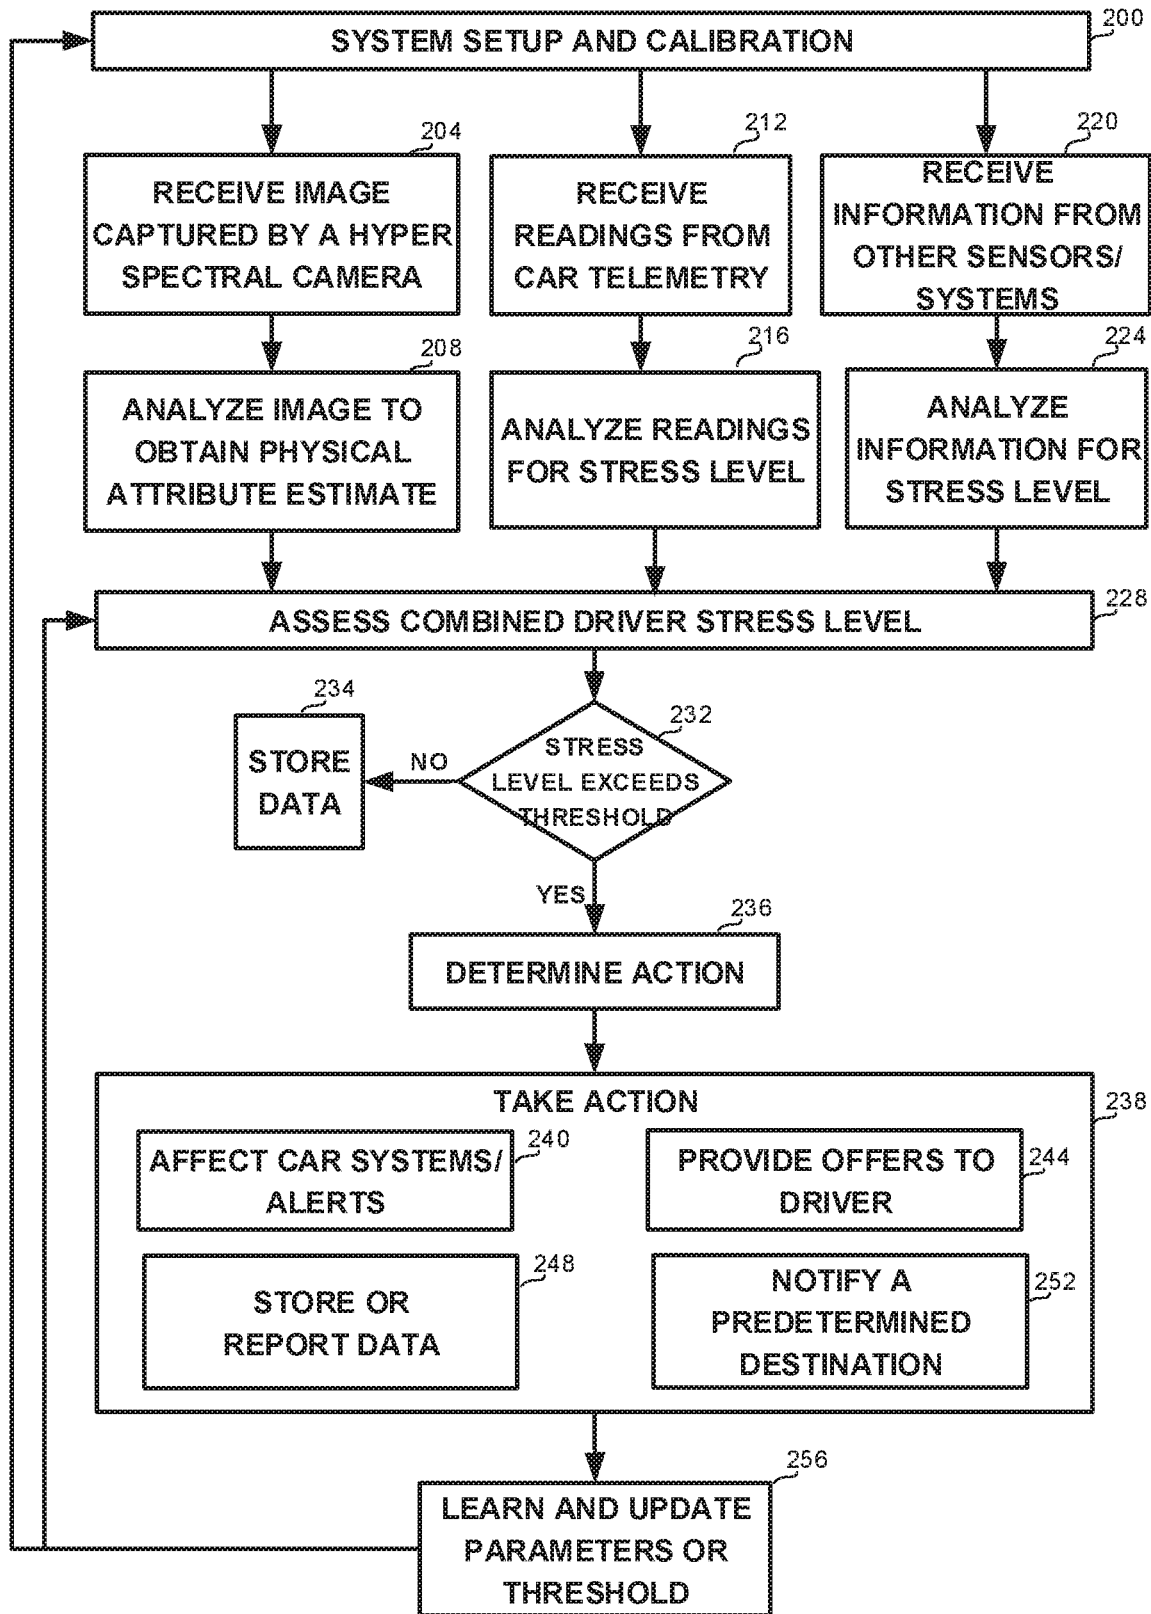 200
SYSTEM SETUP AND CALIBRATION
204
RECEIVE IMAGE
CAPTURED BY A HYPER
SPECTRAL CAMERA
212
RECEIVE
READINGS FROM
CAR TELEMETRY
220
RECEIVE
INFORMATION FROM
OTHER SENSORS/
SYSTEMS
208
ANALYZE IMAGE TO
OBTAIN PHYSICAL
ATTRIBUTE ESTIMATE
216
ANALYZE READINGS
FOR STRESS LEVEL
224
ANALYZE
INFORMATION FOR
STRESS LEVEL
ASSESS COMBINED DRIVER STRESS LEVEL
228
234
STORE
DATA
NO
232
STRESS
LEVEL EXCEEDS
THRESHOLD
YES
236
DETERMINE ACTION
TAKE ACTION
238
AFFECT CAR SYSTEMS/
ALERTS
240
PROVIDE OFFERS TO
DRIVER
244
STORE OR
REPORT DATA
248
NOTIFY A
PREDETERMINED
DESTINATION
252
256
LEARN AND UPDATE
PARAMETERS OR
THRESHOLD